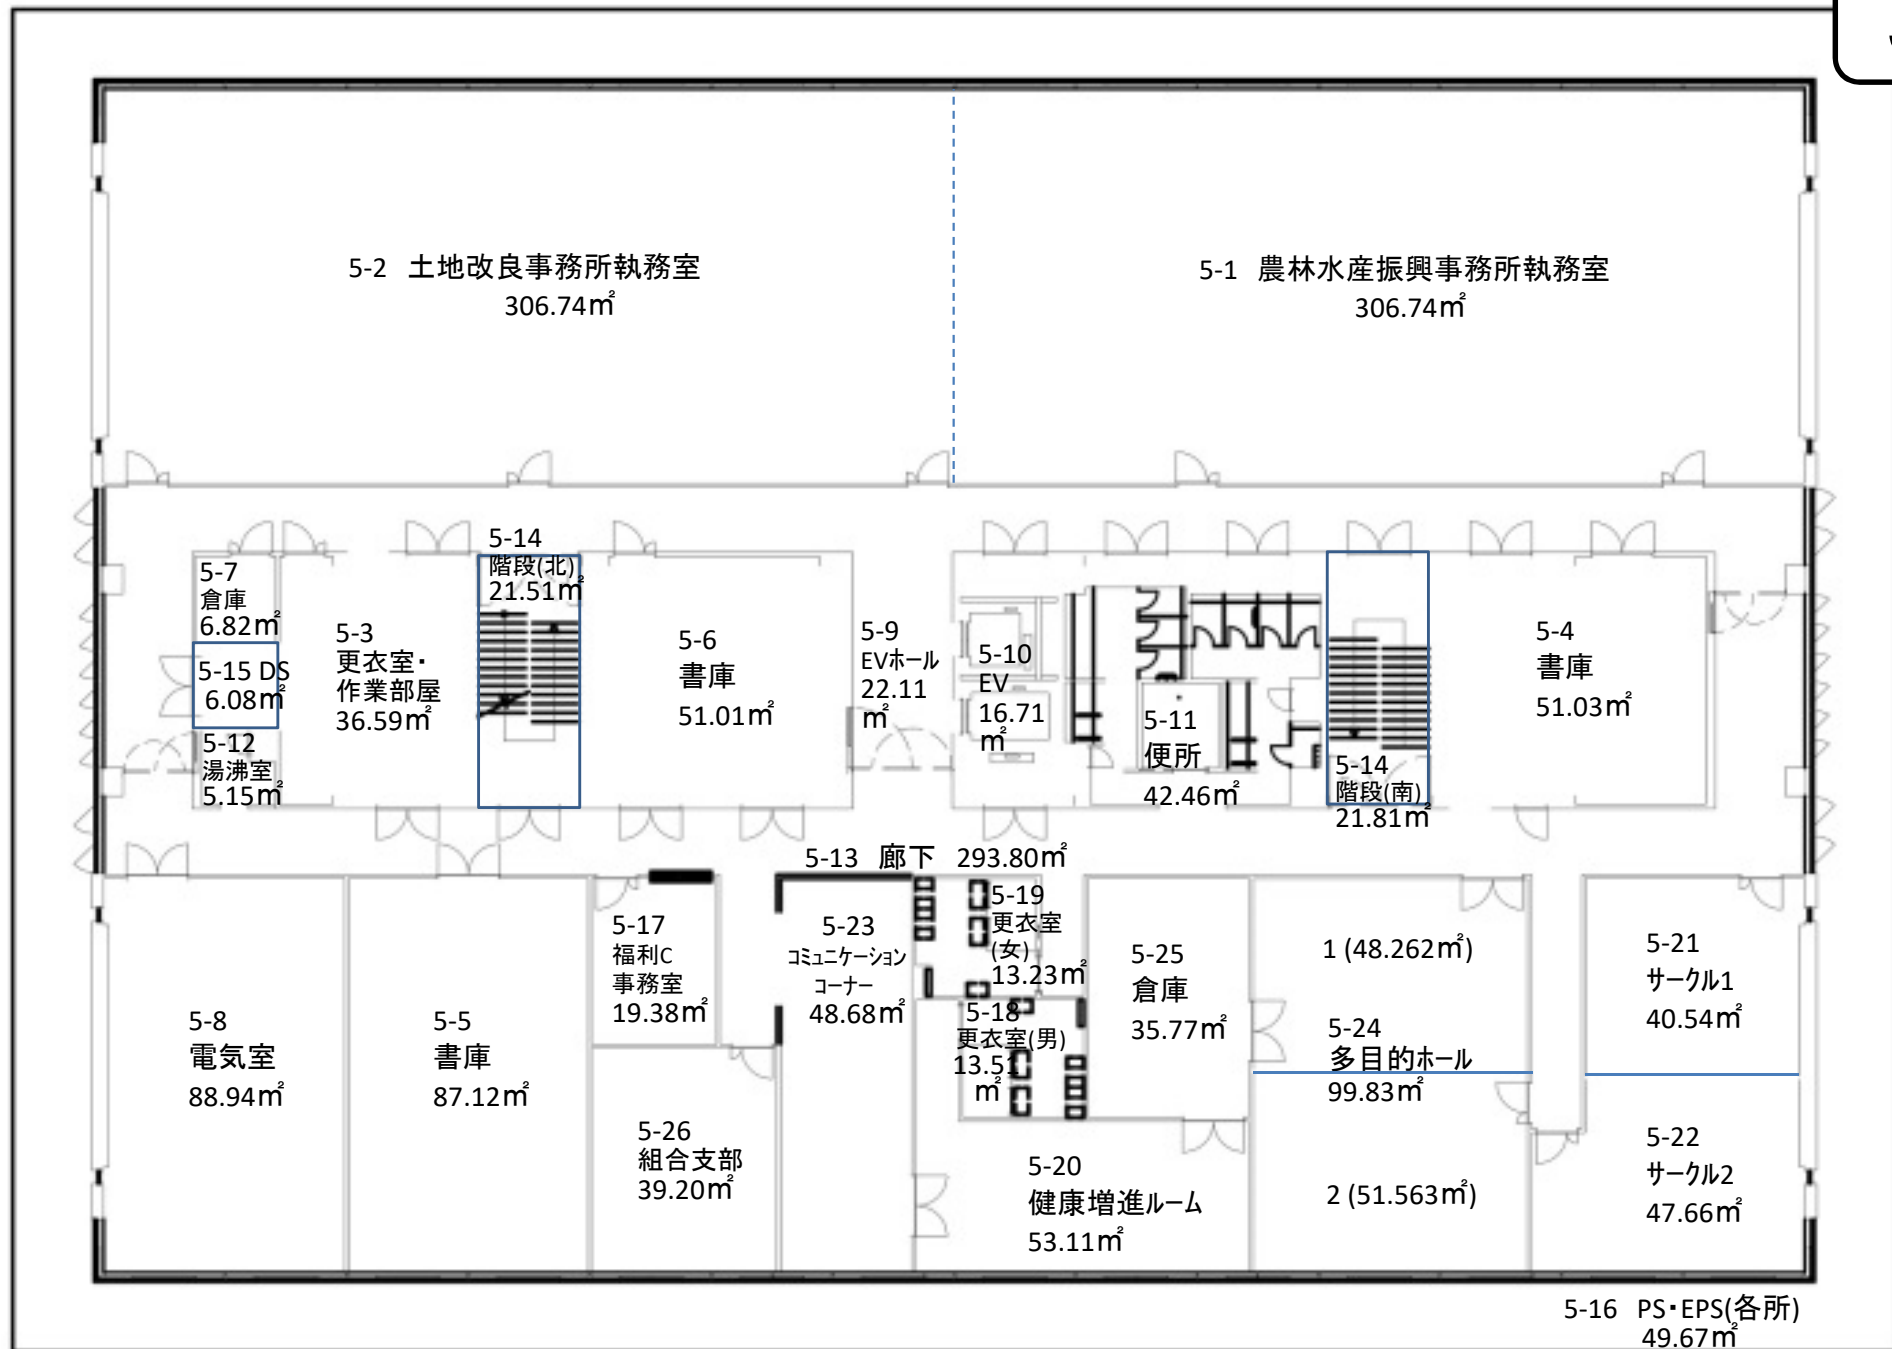 5-2 土地改良事務所執務室
306.74㎡
5-1 農林水産振興事務所執務室
306.74㎡
5-7
倉庫
6.82㎡
5-15 DS
6.08㎡
5-12
湯沸室
5.15㎡
5-3
更衣室・
作業部屋
36.59㎡
5-14
階段(北)
21.51㎡
5-6
書庫
51.01㎡
5-9
EVホール
22.11
㎡
5-10
EV
16.71
㎡
5-11
便所
42.46㎡
5-14
階段(南)
21.81㎡
5-4
書庫
51.03㎡
5-13 廊下 293.80㎡
5-8
電気室
88.94㎡
5-5
書庫
87.12㎡
5-17
福利C
事務室
19.38㎡
5-26
組合支部
39.20㎡
5-23
コミュニケーション
コーナー
48.68㎡
5-19
更衣室
(女)
13.23㎡
5-18
更衣室(男)
13.51
㎡
5-25
倉庫
35.77㎡
5-20
健康増進ルーム
53.11㎡
1 (48.262㎡)
5-24
多目的ホール
99.83㎡
2 (51.563㎡)
5-21
サークル1
40.54㎡
5-22
サークル2
47.66㎡
5-16 PS・EPS(各所)
49.67㎡